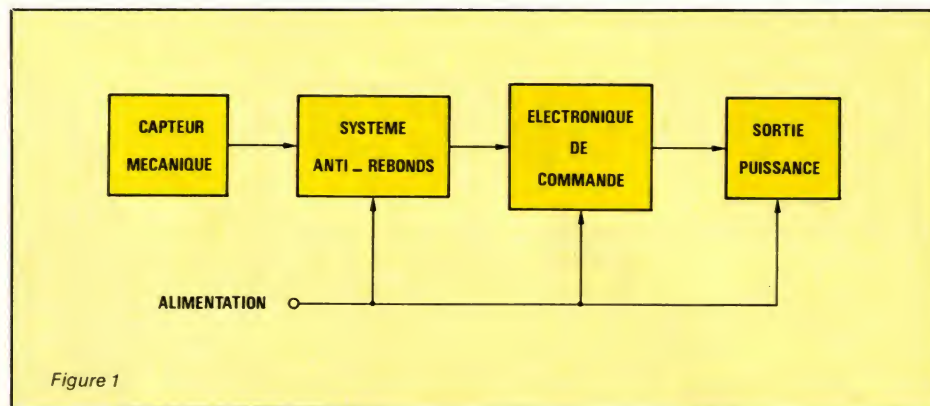 CAPTEUR
MECANIQUE
SYSTEME
ANTI _ REBONDS
ELECTRONIQUE
DE
COMMANDE
SORTIE
PUISSANCE
ALIMENTATION
Figure 1